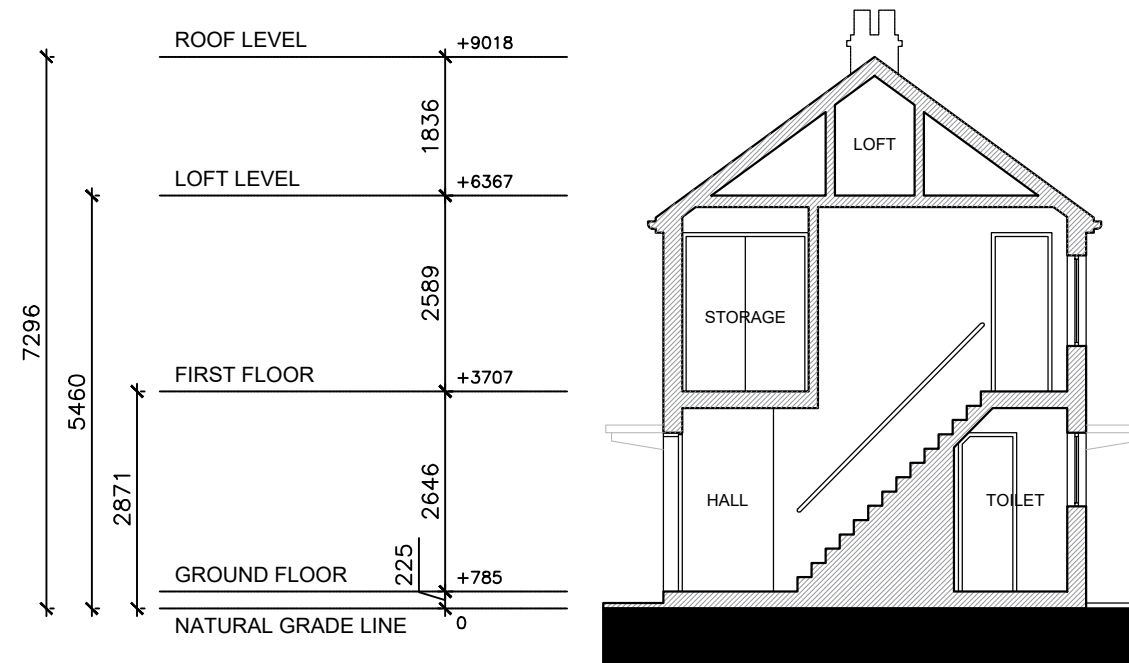 ROOF LEVEL +9018
1836
LOFT
LOFT LEVEL +6367
2589
7296
STORAGE
FIRST FLOOR +3707
5460
2871
2646
HALL
TOILET
225
GROUND FLOOR +785
NATURAL GRADE LINE 0